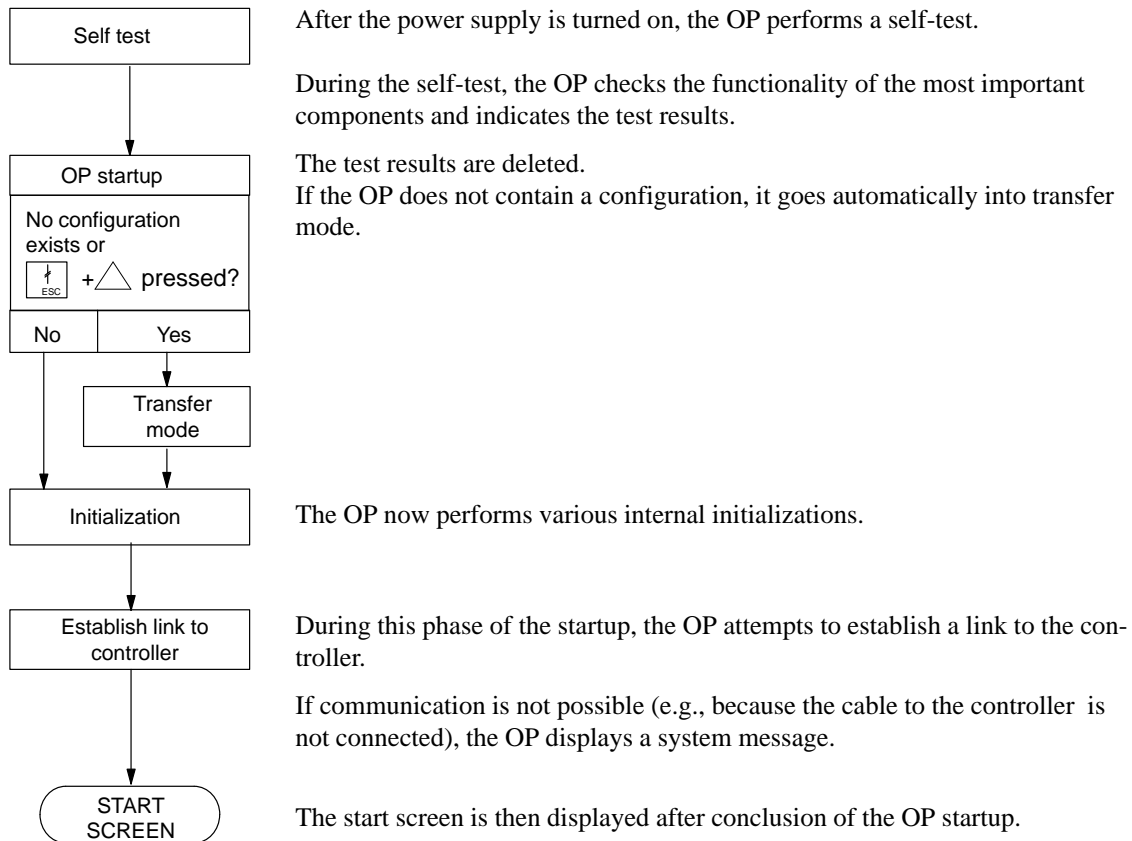 Self test
After the power supply is turned on, the OP performs a self-test.
During the self-test, the OP checks the functionality of the most important
components and indicates the test results.
OP startup
The test results are deleted.
If the OP does not contain a configuration, it goes automatically into transfer
mode.
No configuration
exists or
ESC + pressed?
No Yes
Transfer
mode
Initialization
The OP now performs various internal initializations.
Establish link to
controller
During this phase of the startup, the OP attempts to establish a link to the con-
troller.
If communication is not possible (e.g., because the cable to the controller is
not connected), the OP displays a system message.
START
SCREEN
The start screen is then displayed after conclusion of the OP startup.